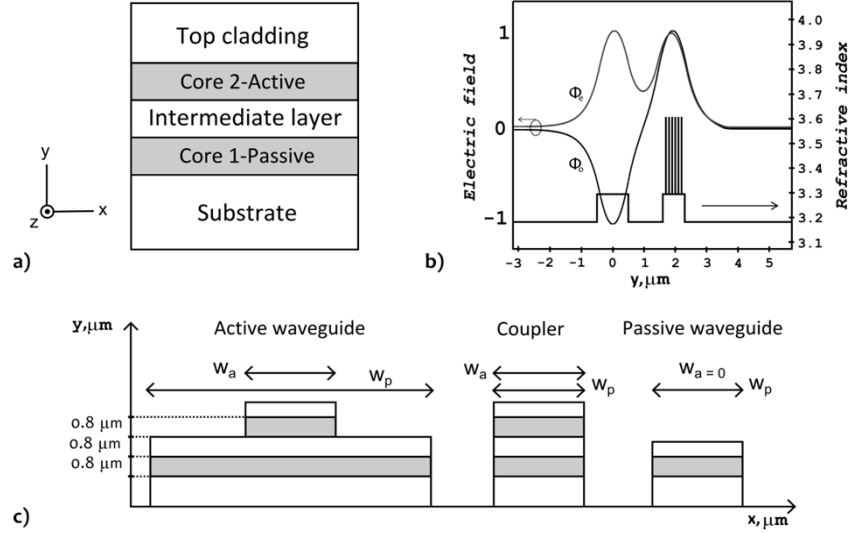 Top cladding
Core 2-Active
Intermediate layer
Core 1-Passive
Substrate
y
x
z
a)
Electric field
1
0
-1
Φe
Φo
-3 -2 -1 0 1 2 3 4 5
y,μm
4.0
3.9
3.8
3.7
3.6
3.5
3.4
3.3
3.2
3.1
Refractive index
b)
y,μm
Active waveguide
Coupler
Passive waveguide
Wa
Wp
Wa
Wp
Wa = 0
Wp
0.8 μm
0.8 μm
0.8 μm
x,μm
c)